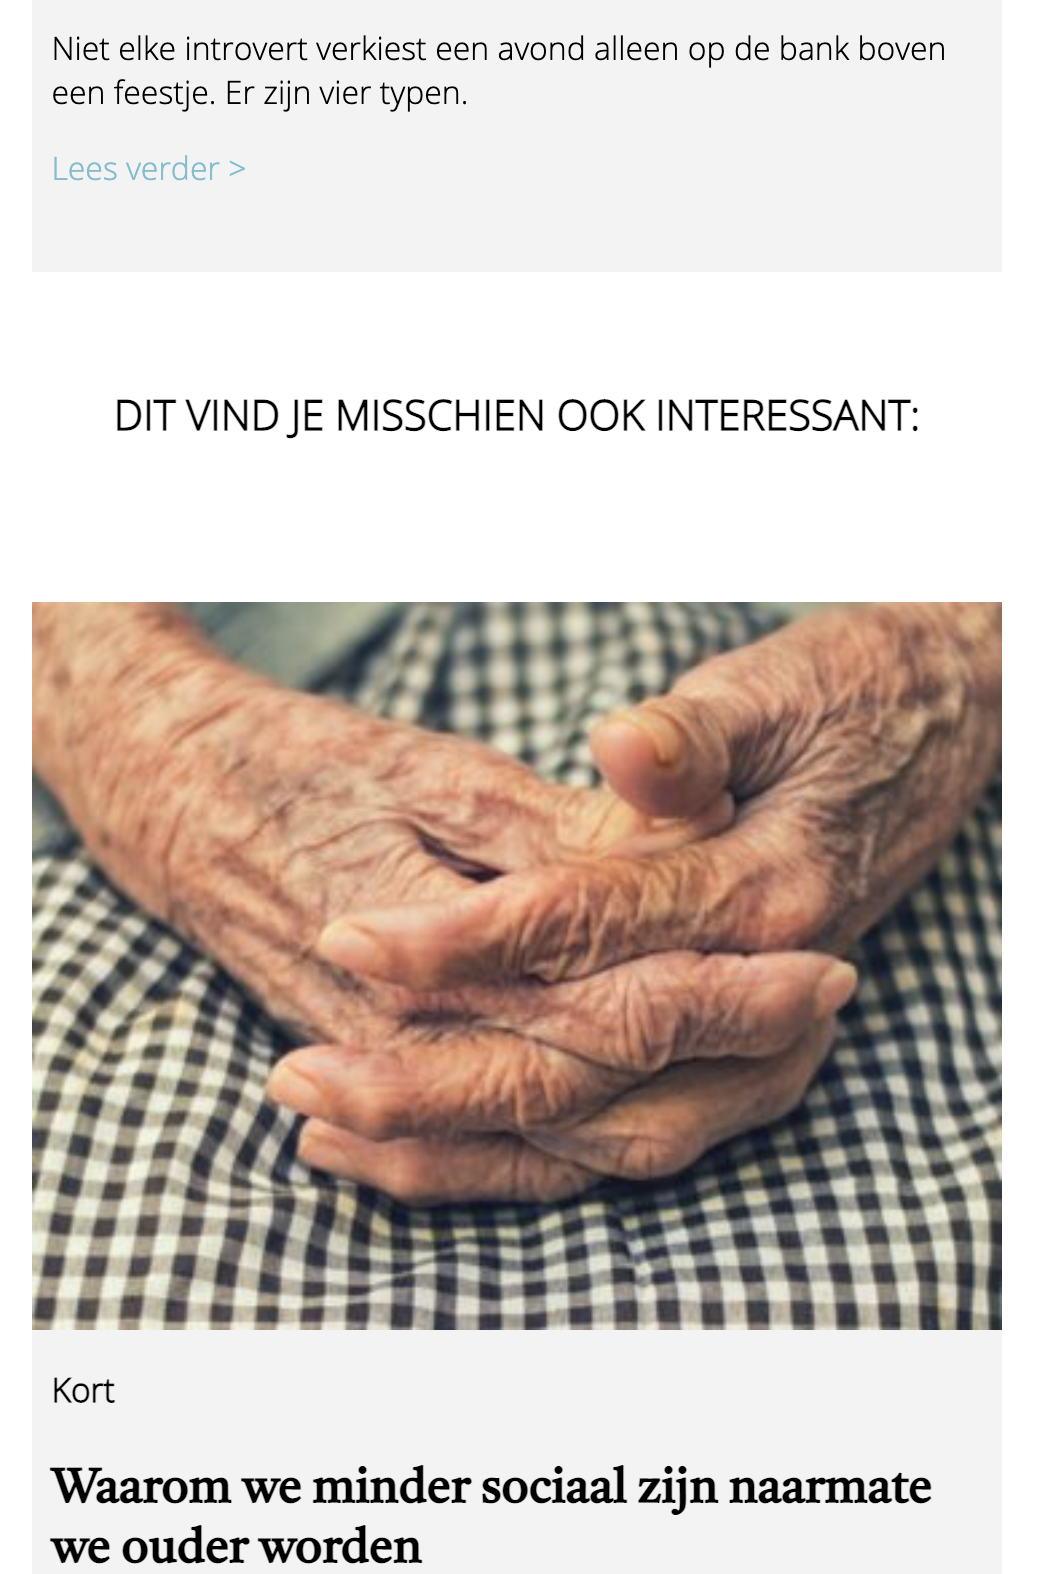 Niet elke introvert verkiest een avond alleen op de bank boven
een feestje. Er zijn vier typen.
Lees verder >
DIT VIND JE MISSCHIEN OOK INTERESSANT:
Kort
Waarom we minder sociaal zijn naarmate
we ouder worden